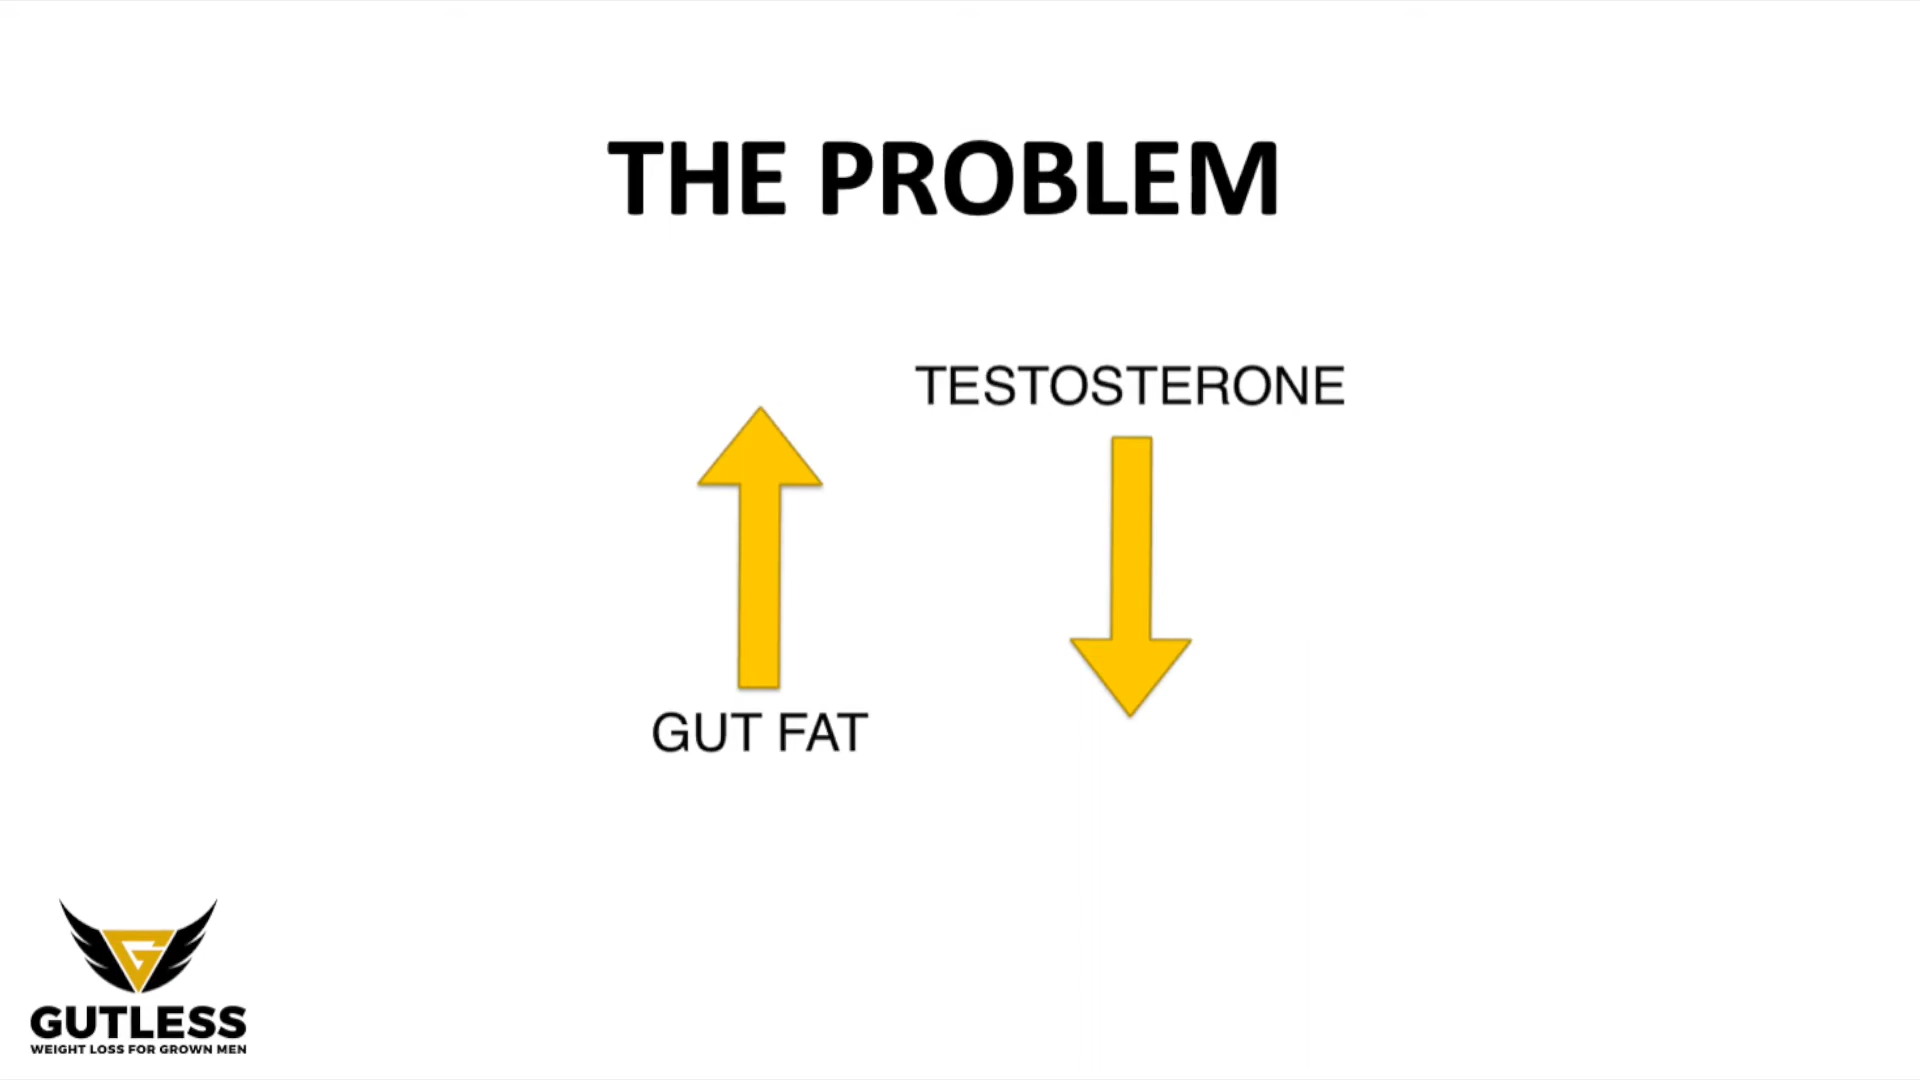 THE PROBLEM
TESTOSTERONE
GUT FAT
GUTLESS
WEIGHT LOSS FOR GROWN MEN